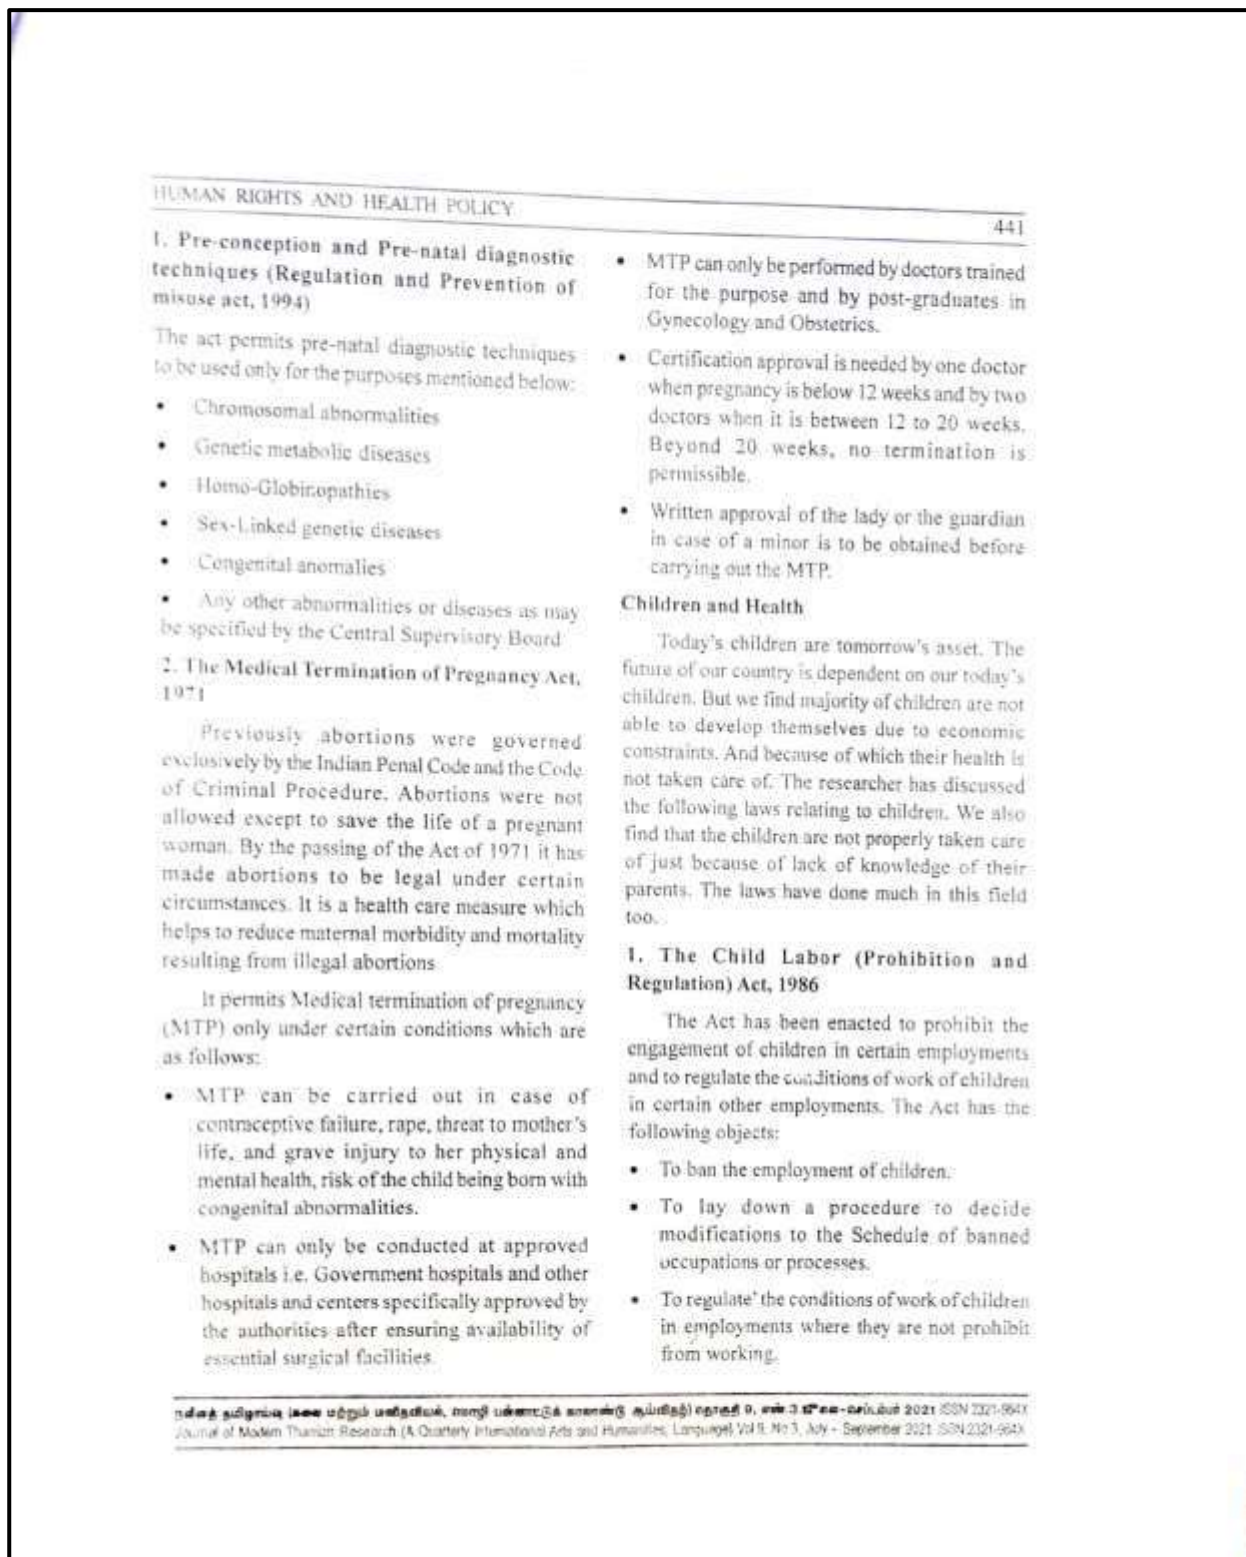 HUMAN RIGHTS AND HEALTH POLICY
441
1. Pre-conception and Pre-natal diagnostic
techniques (Regulation and Prevention of
misuse act, 1994)
The act permits pre-natal diagnostic techniques
to be used only for the purposes mentioned below:
• Chromosomal abnormalities
• Genetic metabolic diseases
• Homo-Globinopathies
• Sex-Linked genetic diseases
• Congenital anomalies
• Any other abnormalities or diseases as may
be specified by the Central Supervisory Board
2. The Medical Termination of Pregnancy Act,
1971
Previously abortions were governed
exclusively by the Indian Penal Code and the Code
of Criminal Procedure. Abortions were not
allowed except to save the life of a pregnant
woman. By the passing of the Act of 1971 it has
made abortions to be legal under certain
circumstances. It is a health care measure which
helps to reduce maternal morbidity and mortality
resulting from illegal abortions
It permits Medical termination of pregnancy
(MTP) only under certain conditions which are
as follows:
• MTP can be carried out in case of
contraceptive failure, rape, threat to mother's
life, and grave injury to her physical and
mental health, risk of the child being born with
congenital abnormalities.
• MTP can only be conducted at approved
hospitals i.e. Government hospitals and other
hospitals and centers specifically approved by
the authorities after ensuring availability of
essential surgical facilities.
• MTP can only be performed by doctors trained
for the purpose and by post-graduates in
Gynecology and Obstetrics.
• Certification approval is needed by one doctor
when pregnancy is below 12 weeks and by two
doctors when it is between 12 to 20 weeks.
Beyond 20 weeks, no termination is
permissible.
• Written approval of the lady or the guardian
in case of a minor is to be obtained before
carrying out the MTP.
Children and Health
Today's children are tomorrow's asset. The
future of our country is dependent on our today's
children. But we find majority of children are not
able to develop themselves due to economic
constraints. And because of which their health is
not taken care of. The researcher has discussed
the following laws relating to children. We also
find that the children are not properly taken care
of just because of lack of knowledge of their
parents. The laws have done much in this field
too.
1. The Child Labor (Prohibition and
Regulation) Act, 1986
The Act has been enacted to prohibit the
engagement of children in certain employments
and to regulate the conditions of work of children
in certain other employments. The Act has the
following objects:
• To ban the employment of children.
• To lay down a procedure to decide
modifications to the Schedule of banned
occupations or processes.
• To regulate' the conditions of work of children
in employments where they are not prohibit
from working.
நவீனத் தமிழாய்வு (கலை மற்றும் மனிதவியல், மொழி பன்னாட்டுக் காலாண்டு ஆய்விதழ்) தொகுதி 9, எண் 3 ஜூலை-செப்டம்பர் 2021 ISSN 2321-984X
Journal of Modern Thamizh Research (A Quarterly International Arts and Humanities, Language) Vol 9, No 3, July - September 2021 ISSN 2321-984X